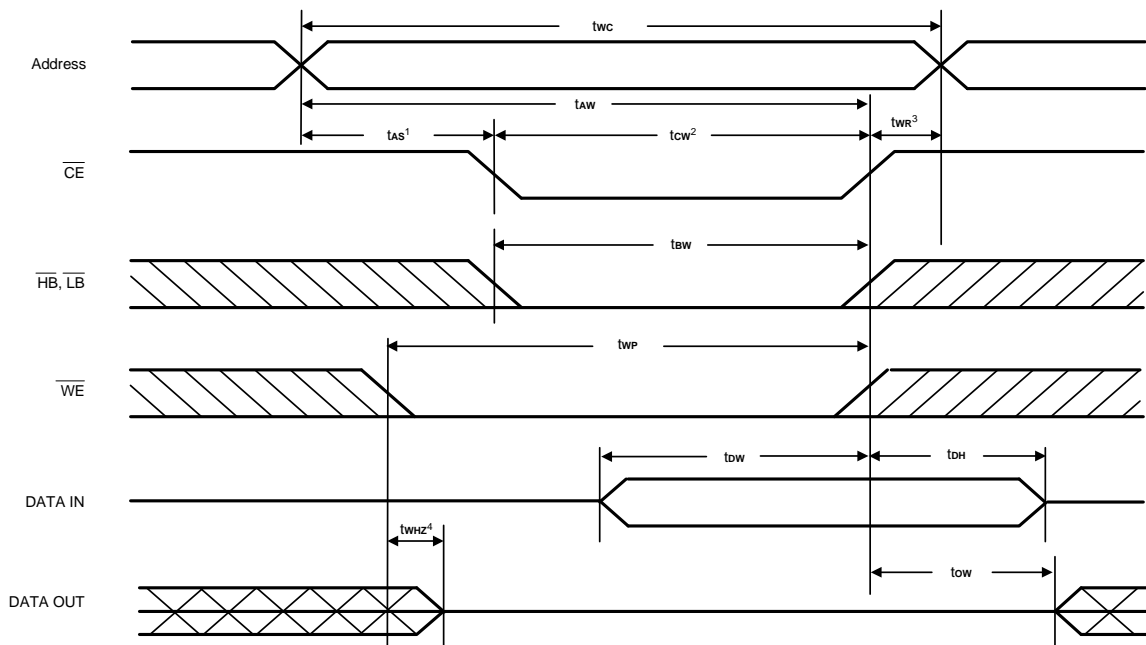 tWC
Address
tAW
tAS1 tCW2 tWR3
CE
tBW
HB, LB
tWP
WE
tDW tDH
DATA IN
tWHZ4
tOW
DATA OUT